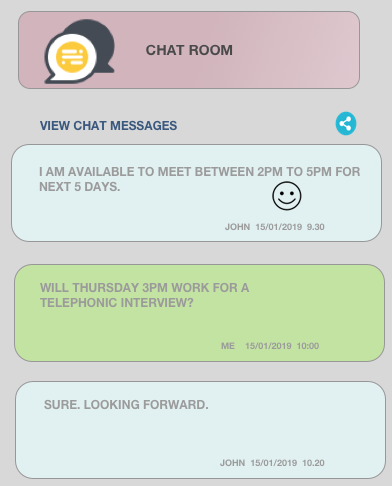 CHAT ROOM
VIEW CHAT MESSAGES
I AM AVAILABLE TO MEET BETWEEN 2PM TO 5PM FOR
NEXT 5 DAYS.
JOHN 15/01/2019 9.30
WILL THURSDAY 3PM WORK FOR A
TELEPHONIC INTERVIEW?
ME 15/01/2019 10:00
SURE. LOOKING FORWARD.
JOHN 15/01/2019 10.20